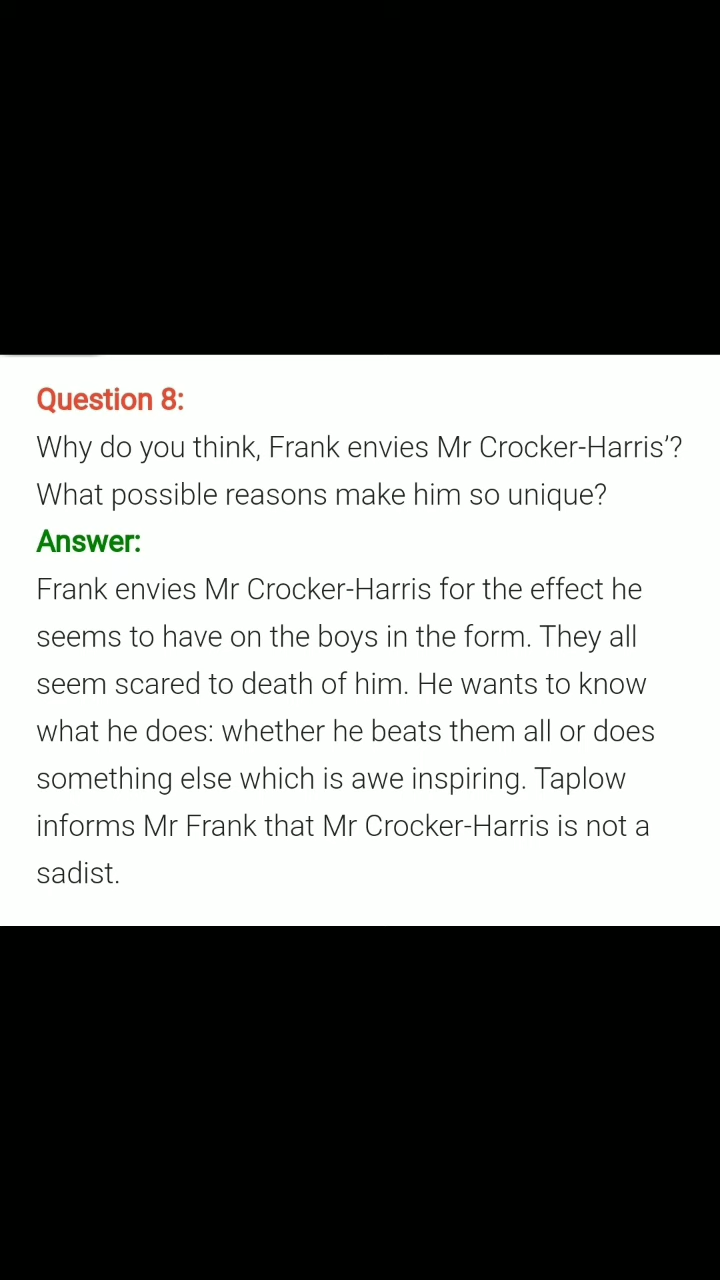 Question 8:
Why do you think, Frank envies Mr Crocker-Harris’?
What possible reasons make him so unique?
Answer:
Frank envies Mr Crocker-Harris for the effect he
seems to have on the boys in the form. They all
seem scared to death of him. He wants to know
what he does: whether he beats them all or does
something else which is awe inspiring. Taplow
informs Mr Frank that Mr Crocker-Harris is not a
sadist.